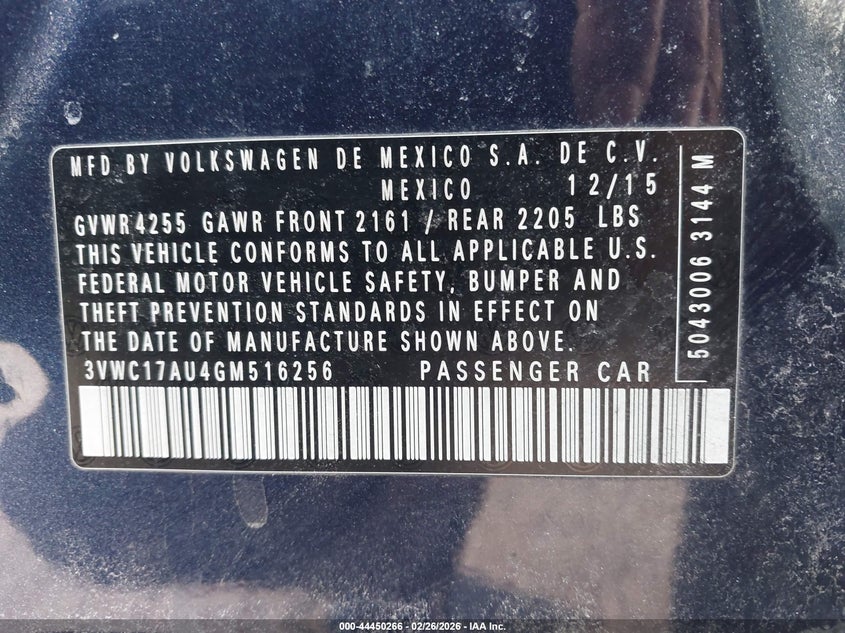 MFD BY VOLKSWAGEN DE MEXICO S.A. DE C.V.
MEXICO 12/15
GVWR 4255 GAWR FRONT 2161 / REAR 2205 LBS
THIS VEHICLE CONFORMS TO ALL APPLICABLE U.S.
FEDERAL MOTOR VEHICLE SAFETY, BUMPER AND
THEFT PREVENTION STANDARDS IN EFFECT ON
THE DATE OF MANUFACTURE SHOWN ABOVE.
3VWC17AU4GM516256 PASSENGER CAR
5043006 3144 M
000-44450266 - 02/26/2026 - IAA Inc.